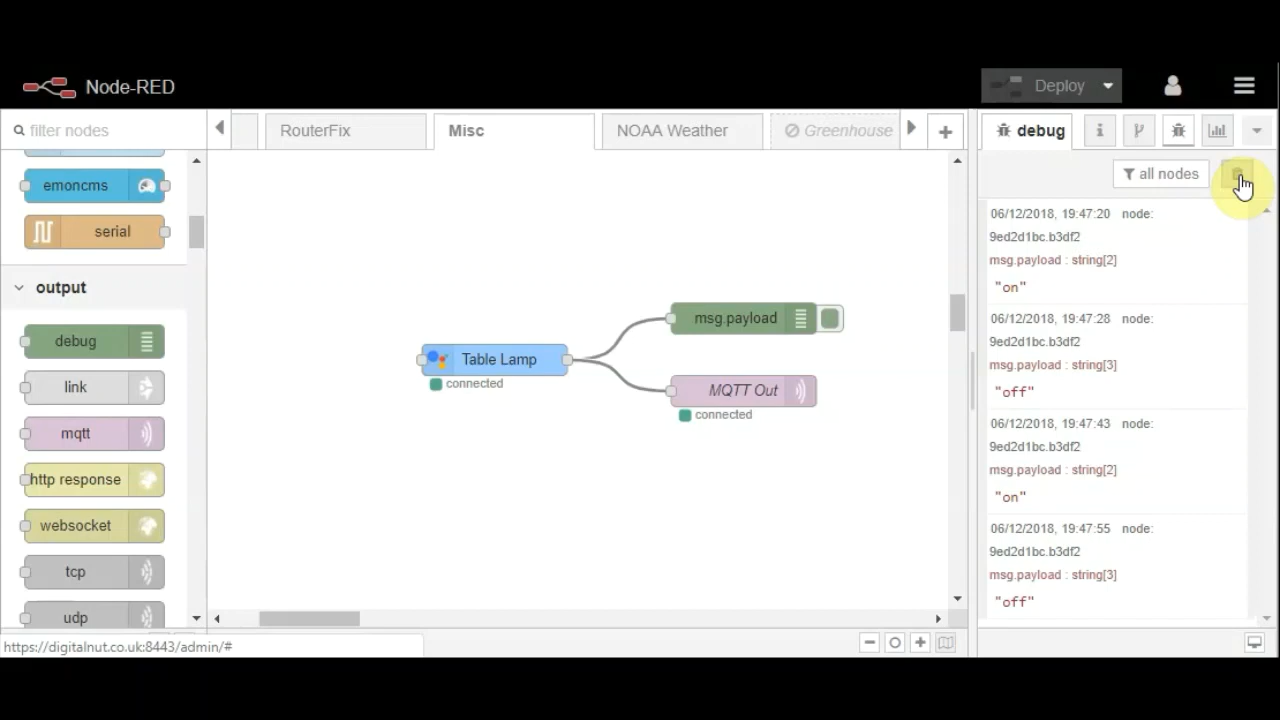 Node-RED
Deploy
filter nodes
RouterFix
Misc
NOAA Weather
Greenhouse
+
debug
i
all nodes
emoncms
serial
output
debug
link
mqtt
http response
websocket
tcp
udp
Table Lamp
connected
msg.payload
MQTT Out
connected
06/12/2018, 19:47:20 node:
9ed2d1bc.b3df2
msg.payload : string[2]
"on"
06/12/2018, 19:47:28 node:
9ed2d1bc.b3df2
msg.payload : string[3]
"off"
06/12/2018, 19:47:43 node:
9ed2d1bc.b3df2
msg.payload : string[2]
"on"
06/12/2018, 19:47:55 node:
9ed2d1bc.b3df2
msg.payload : string[3]
"off"
https://digitalnut.co.uk:8443/admin/#